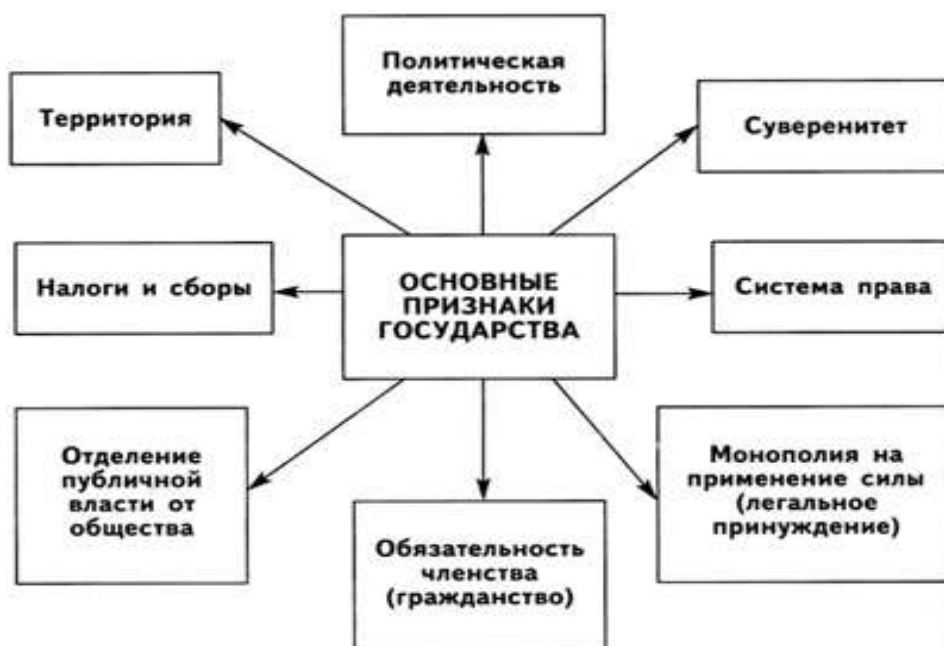 Политическая
деятельность
Территория
Суверенитет
Налоги и сборы
ОСНОВНЫЕ
ПРИЗНАКИ
ГОСУДАРСТВА
Система права
Отделение
публичной
власти от
общества
Обязательность
членства
(гражданство)
Монополия на
применение силы
(легальное
принуждение)